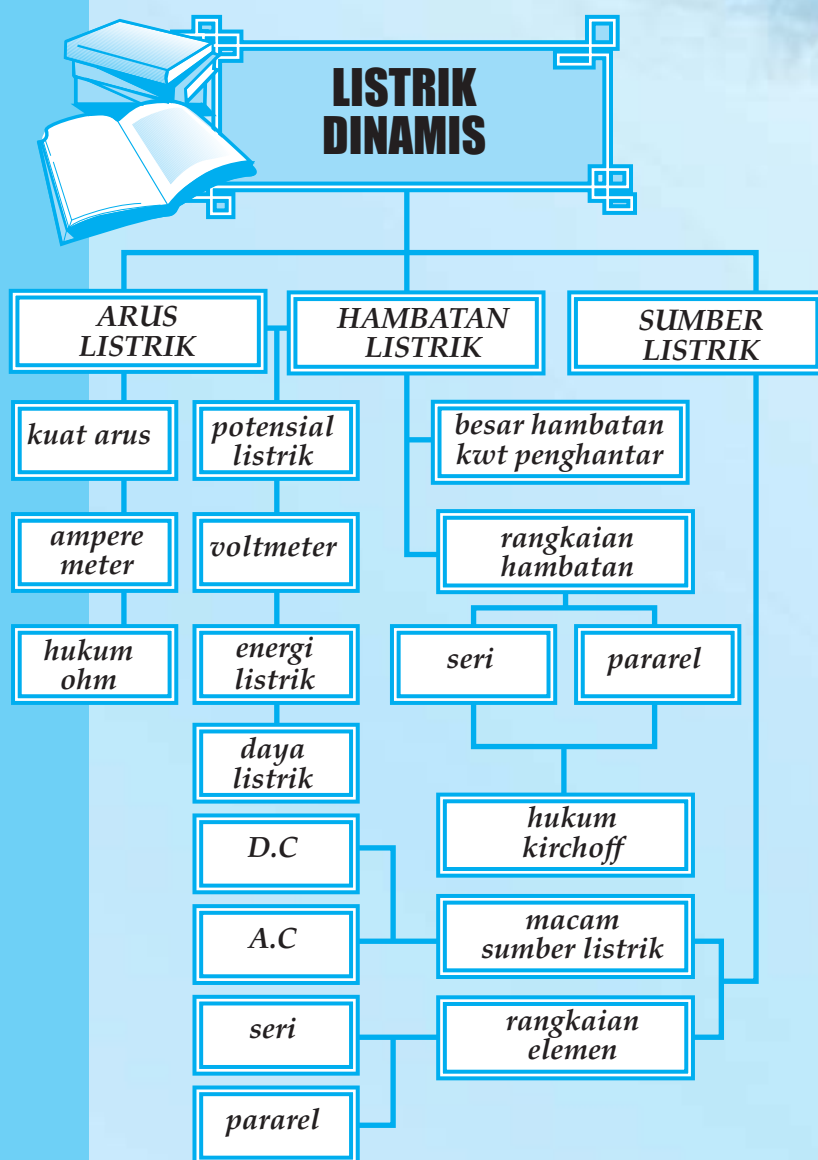 LISTRIK
DINAMIS
ARUS
LISTRIK
HAMBATAN
LISTRIK
SUMBER
LISTRIK
kuat arus
potensial
listrik
besar hambatan
kwt penghantar
ampere
meter
voltmeter
rangkaian
hambatan
hukum
ohm
energi
listrik
seri
pararel
daya
listrik
hukum
kirchoff
D.C
A.C
macam
sumber listrik
seri
rangkaian
elemen
pararel